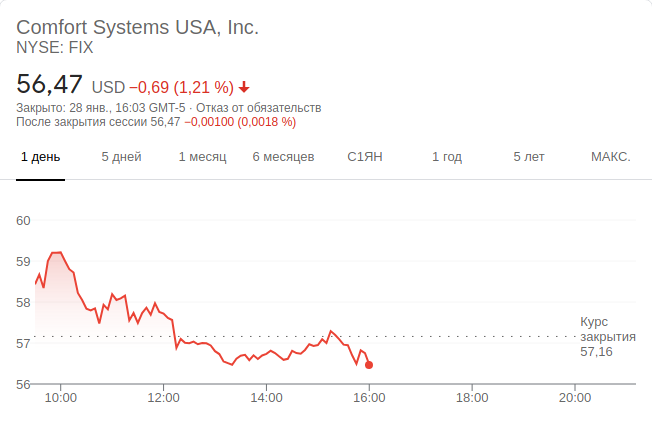 Comfort Systems USA, Inc.
NYSE: FIX
56,47 USD −0,69 (1,21 %)
Закрыто: 28 янв., 16:03 GMT-5 · Отказ от обязательств
После закрытия сессии 56,47 −0,00100 (0,0018 %)
1 день 5 дней 1 месяц 6 месяцев С1ЯН 1 год 5 лет МАКС.
60
59
58
57
56
Курс
закрытия
57,16
10:00 12:00 14:00 16:00 18:00 20:00